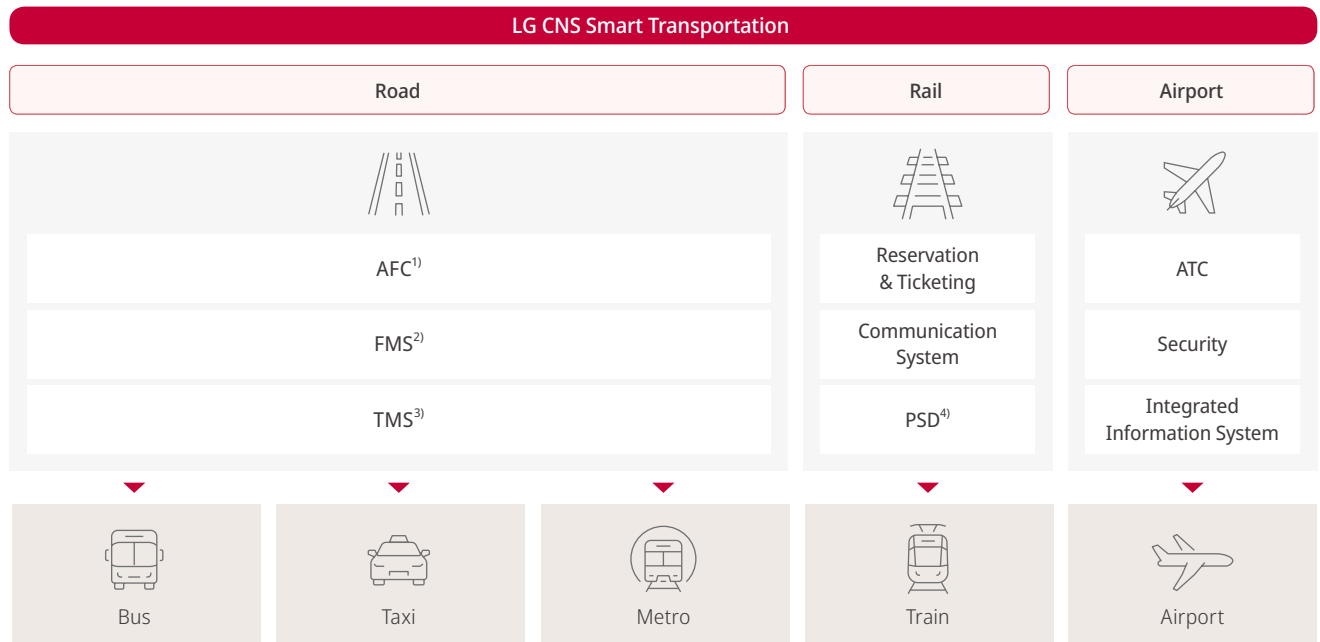 LG CNS Smart Transportation
Road
Rail
Airport
AFC1)
FMS2)
TMS3)
Reservation
& Ticketing
Communication
System
PSD4)
ATC
Security
Integrated
Information System
Bus
Taxi
Metro
Train
Airport